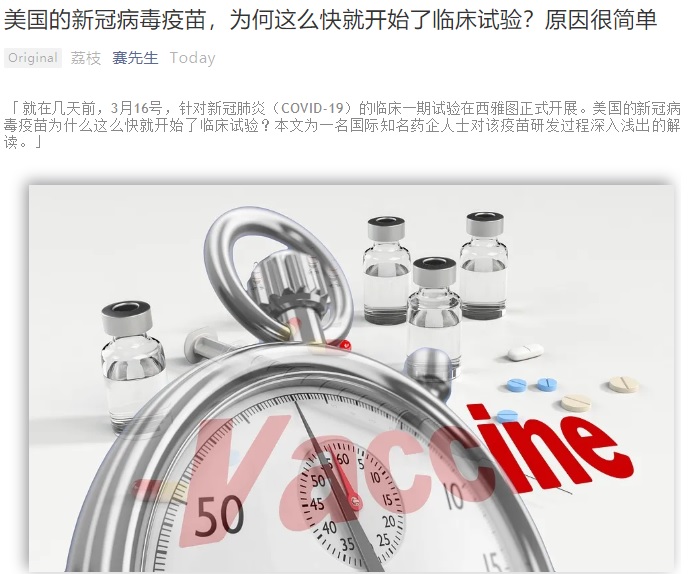 美国的新冠病毒疫苗，为何这么快就开始了临床试验？原因很简单
Original 荔枝 赛先生 Today
「 就在几天前，3月16号，针对新冠肺炎（COVID-19）的临床一期试验在西雅图正式开展。美国的新冠病
毒疫苗为什么这么快就开始了临床试验？本文为一名国际知名药企人士对该疫苗研发过程深入浅出的解
读。」
Vaccine
60
5
10
15
20
25
35
40
45
50
50
10
15